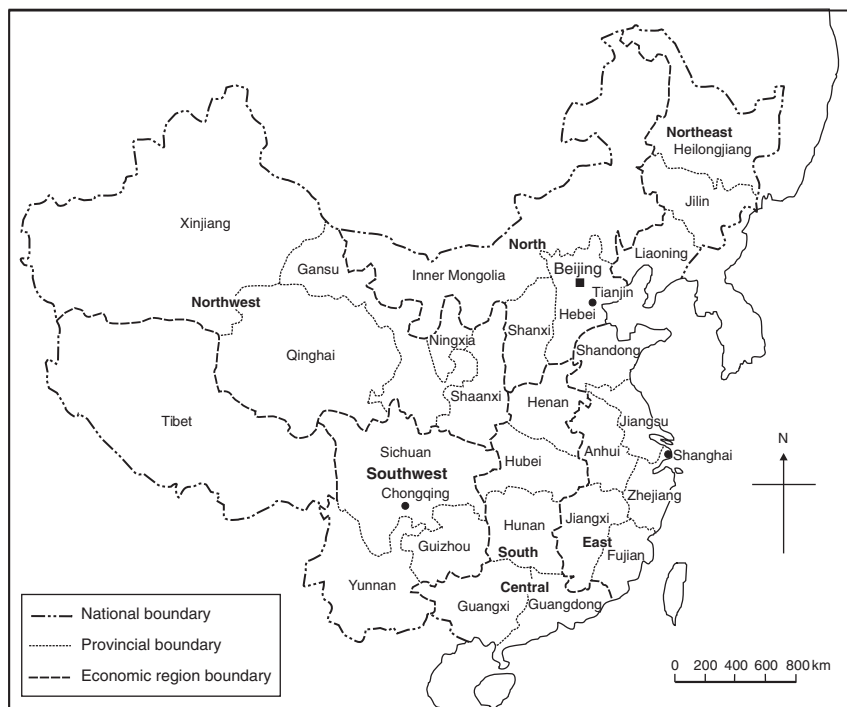 Northeast
Heilongjiang
Jilin
Xinjiang
Liaoning
North
Gansu
Inner Mongolia
Beijing
Tianjin
Northwest
Hebei
Shanxi
Ningxia
Qinghai
Shandong
Shaanxi
Henan
Tibet
Jiangsu
N
Sichuan
Hubei
Anhui
Shanghai
Southwest
Chongqing
Zhejiang
Hunan
Jiangxi
Guizhou
South
East
Fujian
Yunnan
Central
Guangxi
Guangdong
National boundary
Provincial boundary
Economic region boundary
0 200 400 600 800 km